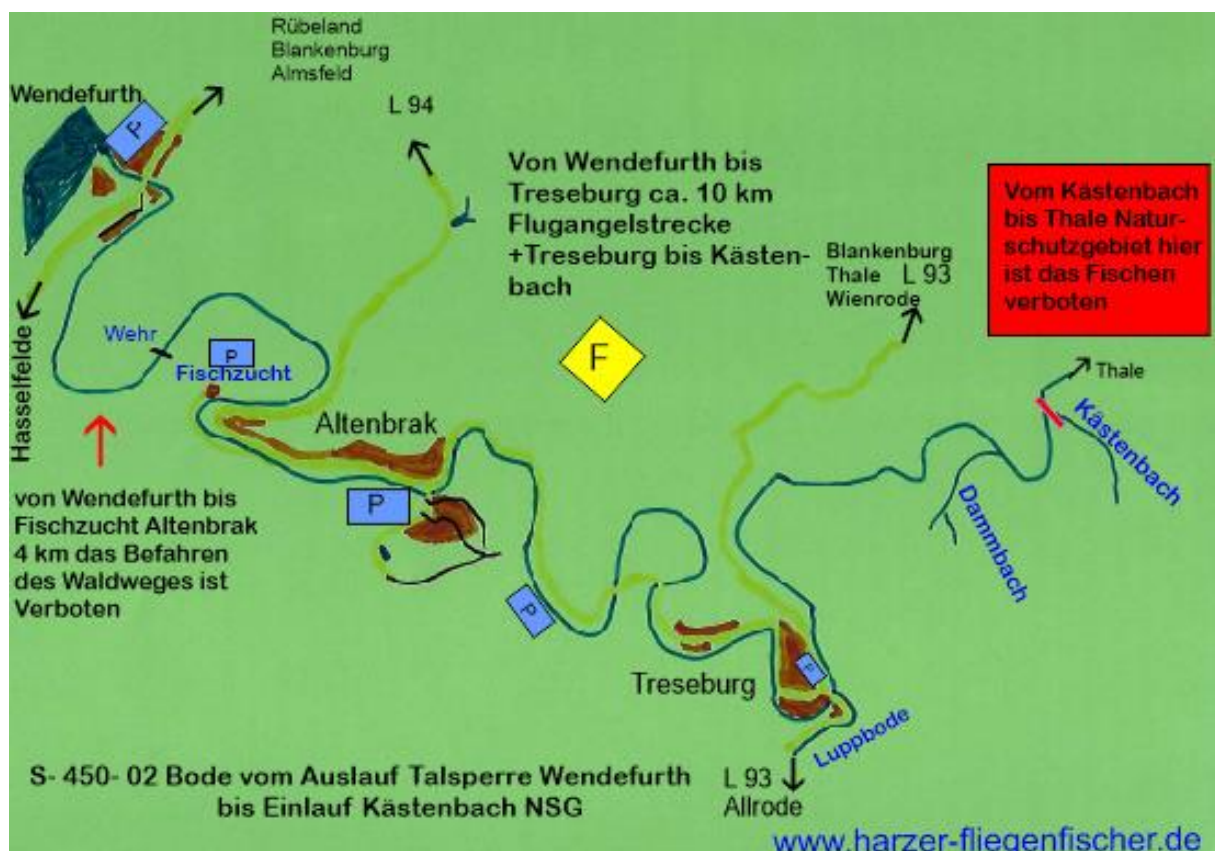 Rübeland
Blankenburg
Almsfeld
L 94
Wendefurth
P
Von Wendefurth bis
Treseburg ca. 10 km
Flugangelstrecke
+Treseburg bis Kästen-
bach
Vom Kästenbach
bis Thale Natur-
schutzgebiet hier
ist das Fischen
verboten
Blankenburg
Thale L 93
Wienrode
Hasselfelde
Wehr
P
Fischzucht
F
Thale
Kästenbach
Altenbrak
Dammbach
von Wendefurth bis
Fischzucht Altenbrak
4 km das Befahren
des Waldweges ist
Verboten
P
P
P
Treseburg
Luppbode
S- 450- 02 Bode vom Auslauf Talsperre Wendefurth
bis Einlauf Kästenbach NSG
L 93
Allrode
www.harzer-fliegenfischer.de